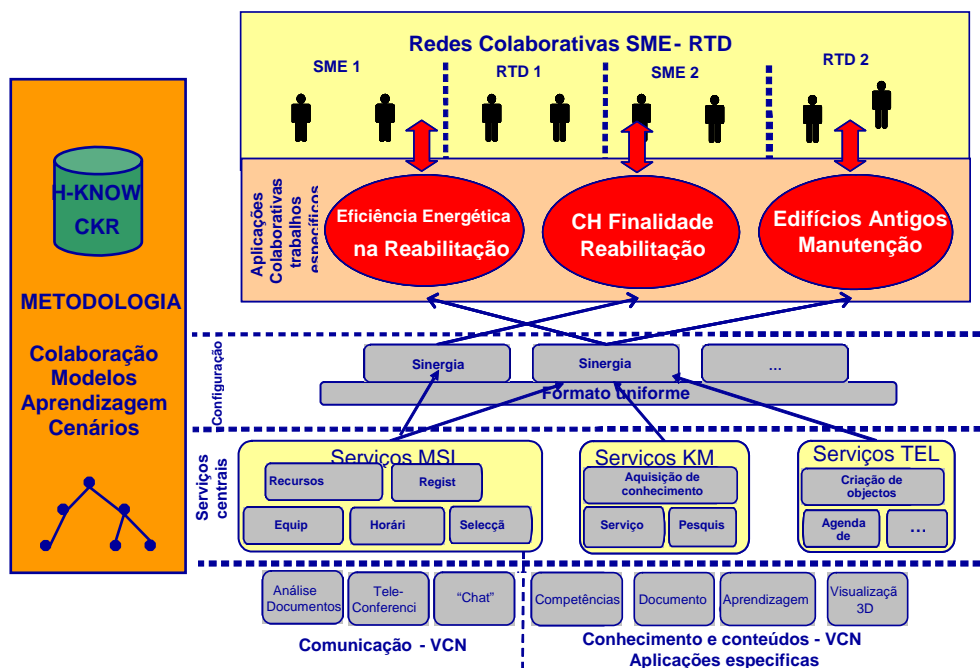 Redes Colaborativas SME- RTD
SME 1
RTD 1
SME 2
RTD 2
H-KNOW
CKR
METODOLOGIA
Colaboração
Modelos
Aprendizagem
Cenários
Aplicações
Colaborativas
trabalhos
específicos
Eficiência Energética
na Reabilitação
CH Finalidade
Reabilitação
Edifícios Antigos
Manutenção
Configuração
Sinergia
Sinergia
...
Formato uniforme
Serviços
centrais
Serviços MSI
Recursos
Regist
Equip
Horári
Selecçã
Serviços KM
Aquisição de
conhecimento
Serviço
Pesquis
Serviços TEL
Criação de
objectos
Agenda
de
...
Análise
Documentos
Tele-
Conferenci
“Chat”
Competências
Documento
Aprendizagem
Visualizaçã
3D
Comunicação - VCN
Conhecimento e conteúdos - VCN
Aplicações especificas